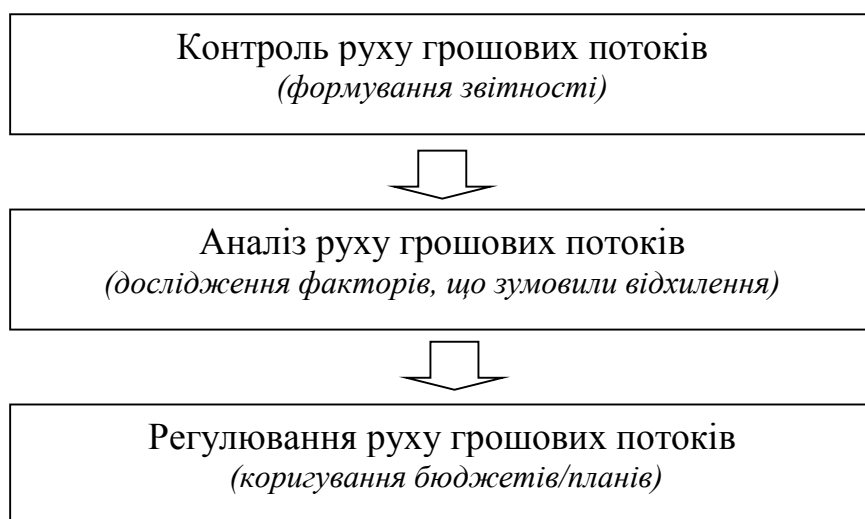 Контроль руху грошових потоків
(формування звітності)
Аналіз руху грошових потоків
(дослідження факторів, що зумовили відхилення)
Регулювання руху грошових потоків
(коригування бюджетів/планів)